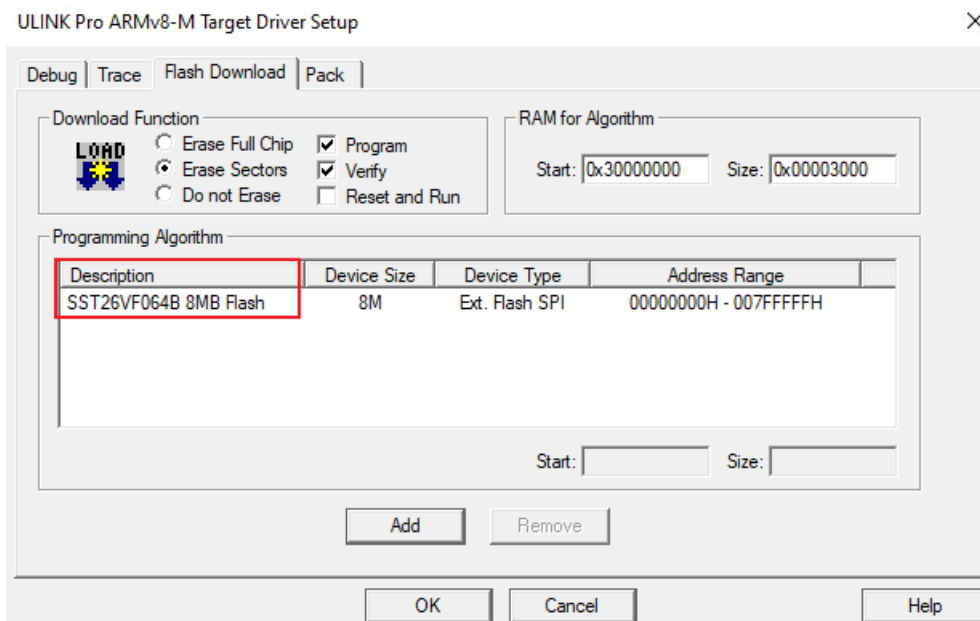 ULINK Pro ARMv8-M Target Driver Setup
Debug Trace Flash Download Pack
Download Function
LOAD
Erase Full Chip
Erase Sectors
Do not Erase
Program
Verify
Reset and Run
RAM for Algorithm
Start: 0x30000000 Size: 0x00003000
Programming Algorithm
Description Device Size Device Type Address Range
SST26VF064B 8MB Flash 8M Ext. Flash SPI 00000000H - 007FFFFFH
Start: Size:
Add Remove
OK Cancel Help